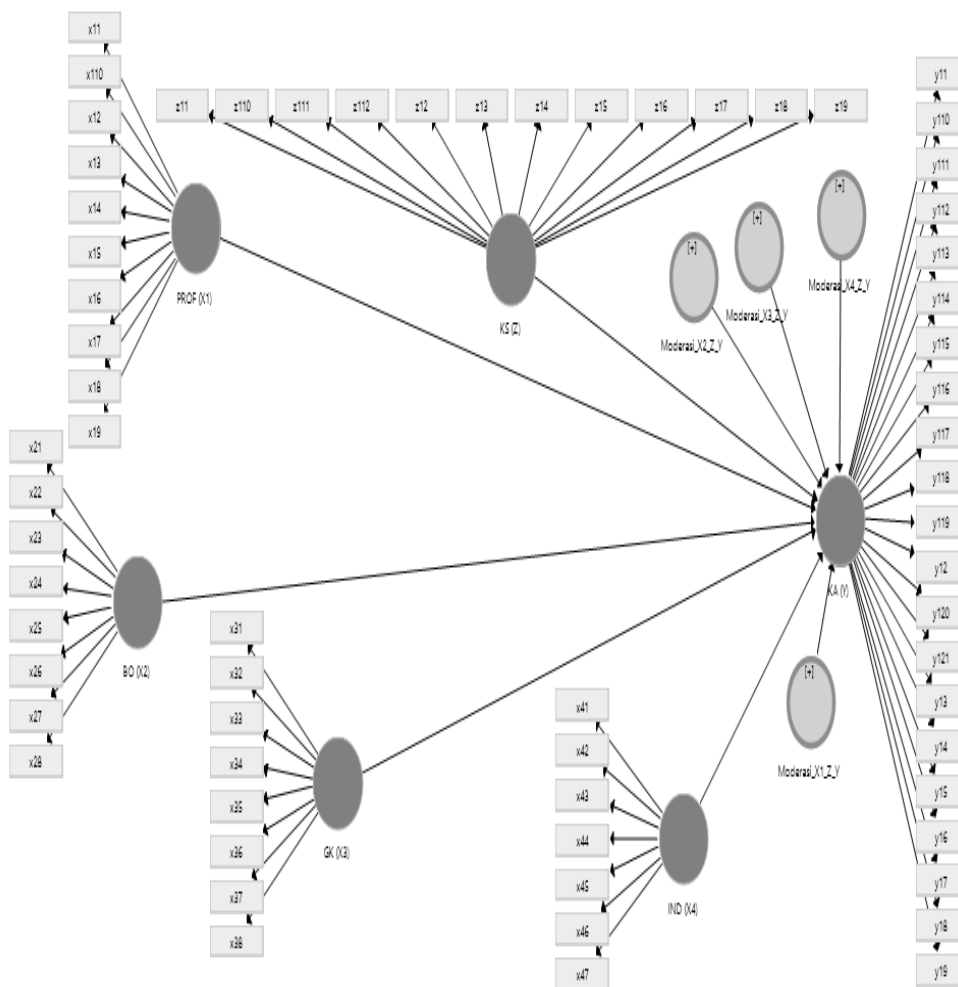 x11
x110
x12
x13
x14
x15
x16
x17
x18
x19
PROF (X1)
z11
z110
z111
z112
z12
z13
z14
z15
z16
z17
z18
z19
KS (Z)
[+]
Moderasi_X2_Z_Y
[+]
Moderasi_X3_Z_Y
[+]
Moderasi_X4_Z_Y
y11
y110
y111
y112
y113
y114
y115
y116
y117
y118
y119
y12
y120
y121
y13
y14
y15
y16
y17
y18
y19
KA (Y)
x21
x22
x23
x24
x25
x26
x27
x28
BO (X2)
x31
x32
x33
x34
x35
x36
x37
x38
GK (X3)
x41
x42
x43
x44
x45
x46
x47
IND (X4)
[+]
Moderasi_X1_Z_Y